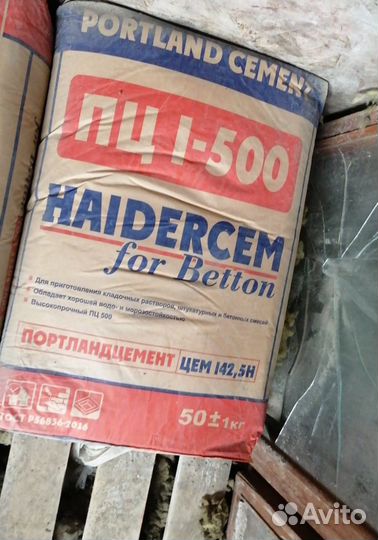 PORTLAND CEMENT
ПЦ I-500
HAIDERCEM
for Betton
Для приготовления кладочных растворов, штукатурных и бетонных смесей
Обладает хорошей водо- и морозостойкостью
Высокопрочный ПЦ 500
ПОРТЛАНДЦЕМЕНТ ЦЕМ I42,5Н
ГОСТ Р56836-2016
50±1кг
Avito